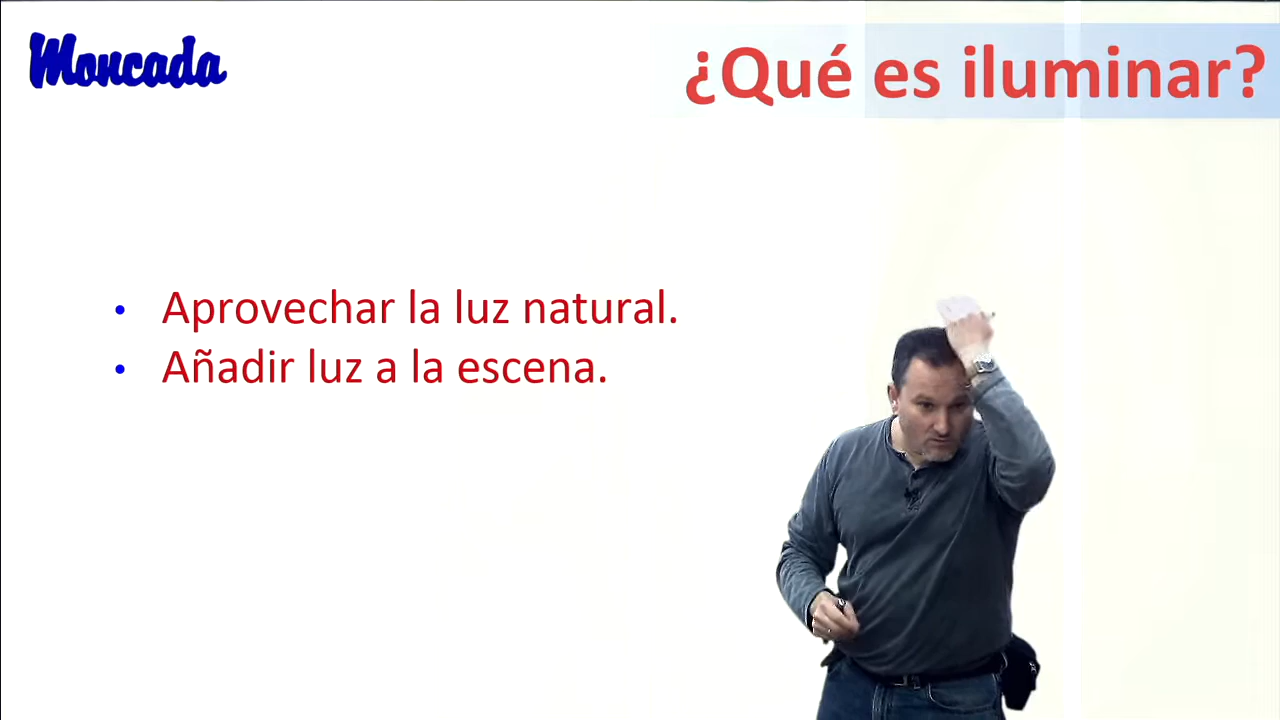 Moncada
¿Qué es iluminar?
• Aprovechar la luz natural.
• Añadir luz a la escena.